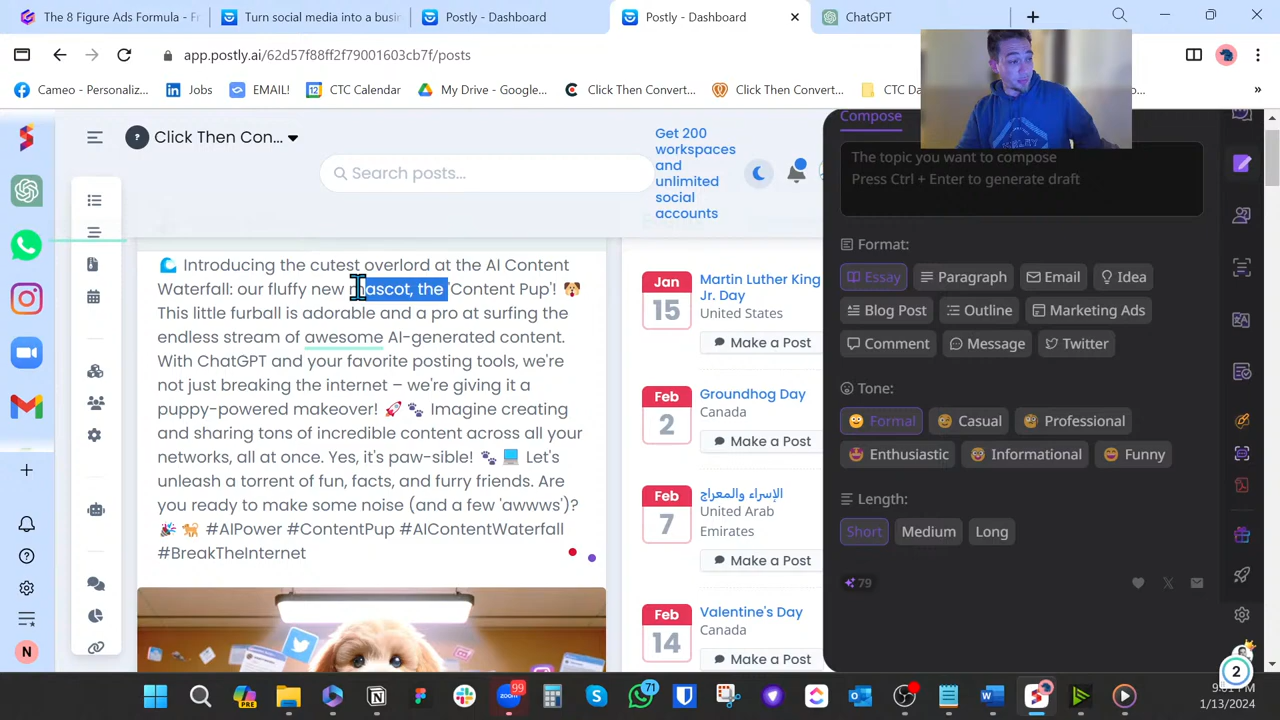 The 8 Figure Ads Formula - F
Turn social media into a busi
Postly - Dashboard
Postly - Dashboard
ChatGPT
app.postly.ai/62d57f88ff2f79001603cb7f/posts
Cameo - Personaliz...
Jobs
EMAIL!
CTC Calendar
My Drive - Google...
Click Then Convert...
Click Then Convert...
CTC Da
Click Then Con...
Search posts...
Get 200
workspaces
and
unlimited
social
accounts
Introducing the cutest overlord at the AI Content
Waterfall: our fluffy new mascot, the 'Content Pup'!
This little furball is adorable and a pro at surfing the
endless stream of awesome AI-generated content.
With ChatGPT and your favorite posting tools, we're
not just breaking the internet – we're giving it a
puppy-powered makeover! 🚀 🐾 Imagine creating
and sharing tons of incredible content across all your
networks, all at once. Yes, it's paw-sible! 🐾 💻 Let's
unleash a torrent of fun, facts, and furry friends. Are
you ready to make some noise (and a few 'awwws')?
#AIPower #ContentPup #AIContentWaterfall
#BreakTheInternet
Jan
15
Martin Luther King
Jr. Day
United States
Make a Post
Feb
2
Groundhog Day
Canada
Make a Post
Feb
7
الإسراء والمعراج
United Arab
Emirates
Make a Post
Feb
14
Valentine's Day
Canada
Make a Post
Compose
The topic you want to compose
Press Ctrl + Enter to generate draft
Format:
Essay
Paragraph
Email
Idea
Blog Post
Outline
Marketing Ads
Comment
Message
Twitter
Tone:
Formal
Casual
Professional
Enthusiastic
Informational
Funny
Length:
Short
Medium
Long
79
N
2
PRE
99
zoom
71
9:01 PM
1/13/2024